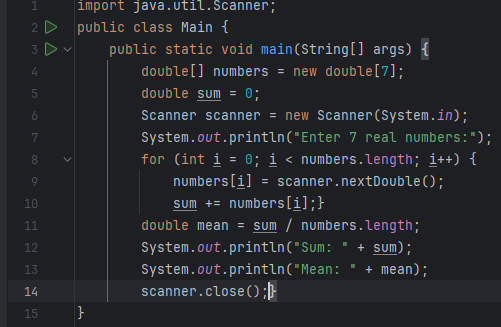 1 import java.util.Scanner;
2 public class Main {
3 public static void main(String[] args) {
4 double[] numbers = new double[7];
5 double sum = 0;
6 Scanner scanner = new Scanner(System.in);
7 System.out.println("Enter 7 real numbers:");
8 for (int i = 0; i < numbers.length; i++) {
9 numbers[i] = scanner.nextDouble();
10 sum += numbers[i];}
11 double mean = sum / numbers.length;
12 System.out.println("Sum: " + sum);
13 System.out.println("Mean: " + mean);
14 scanner.close();}
15 }